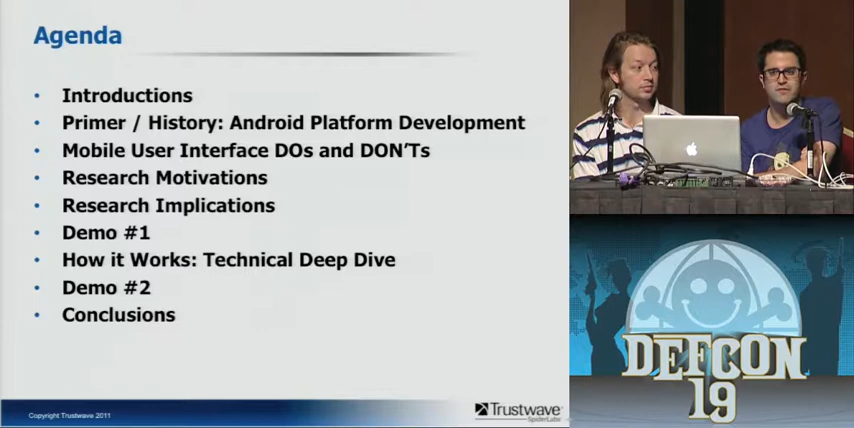 Agenda
• Introductions
• Primer / History: Android Platform Development
• Mobile User Interface DOs and DON'Ts
• Research Motivations
• Research Implications
• Demo #1
• How it Works: Technical Deep Dive
• Demo #2
• Conclusions
Copyright Trustwave 2011
Trustwave
SpiderLabs
DEFCON
19